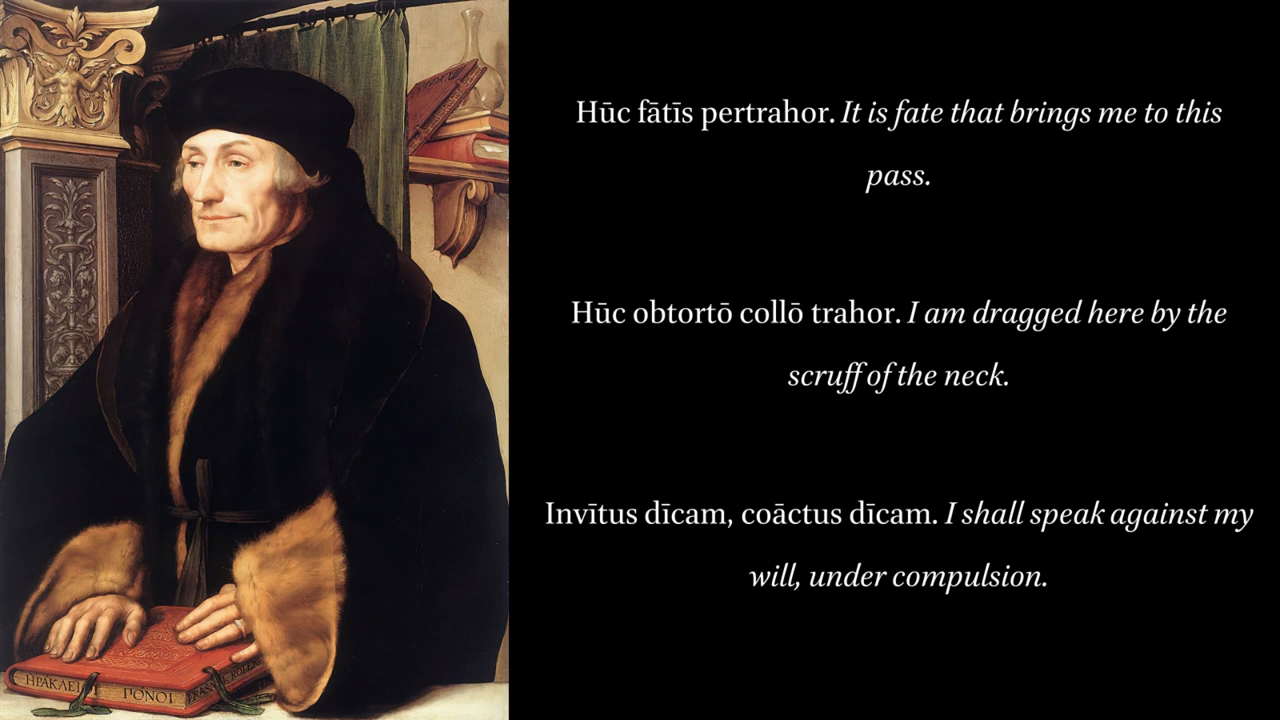 Hūc fātīs pertrahor. It is fate that brings me to this
pass.
Hūc obtortō collō trahor. I am dragged here by the
scruff of the neck.
Invītus dīcam, coāctus dīcam. I shall speak against my
will, under compulsion.
ΗΡΑΚΛΕΙΟΙ ΠΟΝΟΙ